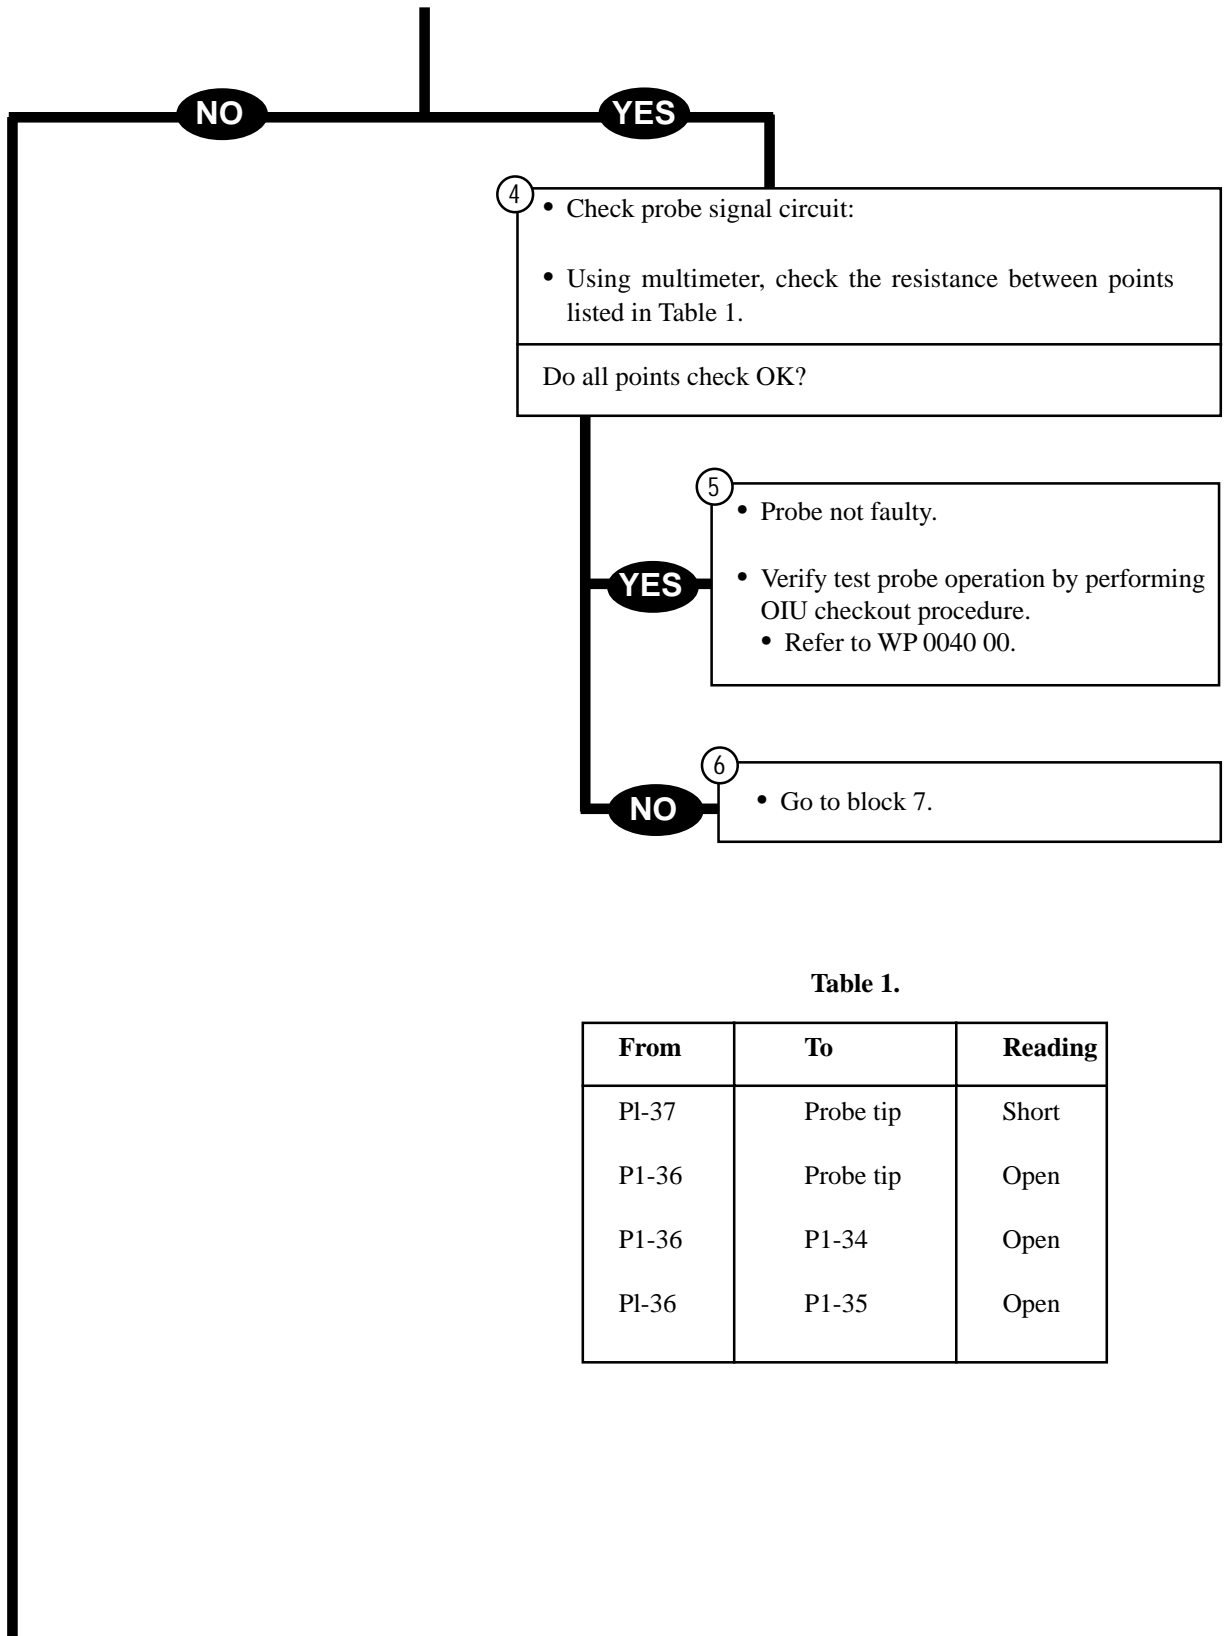 NO
YES
4
• Check probe signal circuit:
• Using multimeter, check the resistance between points
listed in Table 1.
Do all points check OK?
5
• Probe not faulty.
• Verify test probe operation by performing
OIU checkout procedure.
• Refer to WP 0040 00.
YES
6
• Go to block 7.
NO
Table 1.
From To Reading
Pl-37 Probe tip Short
P1-36 Probe tip Open
P1-36 P1-34 Open
Pl-36 P1-35 Open